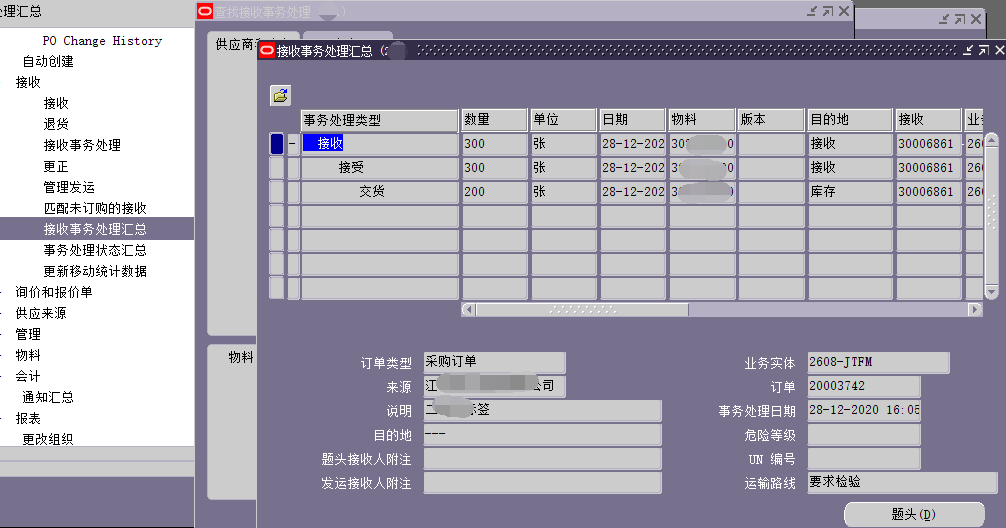 处理汇总
PO Change History
自动创建
接收
接收
退货
接收事务处理
更正
管理发运
匹配未订购的接收
接收事务处理汇总
事务处理状态汇总
更新移动统计数据
询价和报价单
供应来源
管理
物料
会计
通知汇总
报表
更改组织
查找接收事务处理
供应商和
物料
接收事务处理汇总
事务处理类型 数量 单位 日期 物料 版本 目的地 接收 业
接收 300 张 28-12-202 30 0 接收 30006861 26
接受 300 张 28-12-202 0 接收 30006861 26
交货 200 张 28-12-202 0 库存 30006861 26
订单类型 采购订单 业务实体 2608-JTFM
来源 江 公司 订单 20003742
说明 二 标签 事务处理日期 28-12-2020 16:05
目的地 --- 危险等级
题头接收人附注 UN 编号
发运接收人附注 运输路线 要求检验
题头(D)